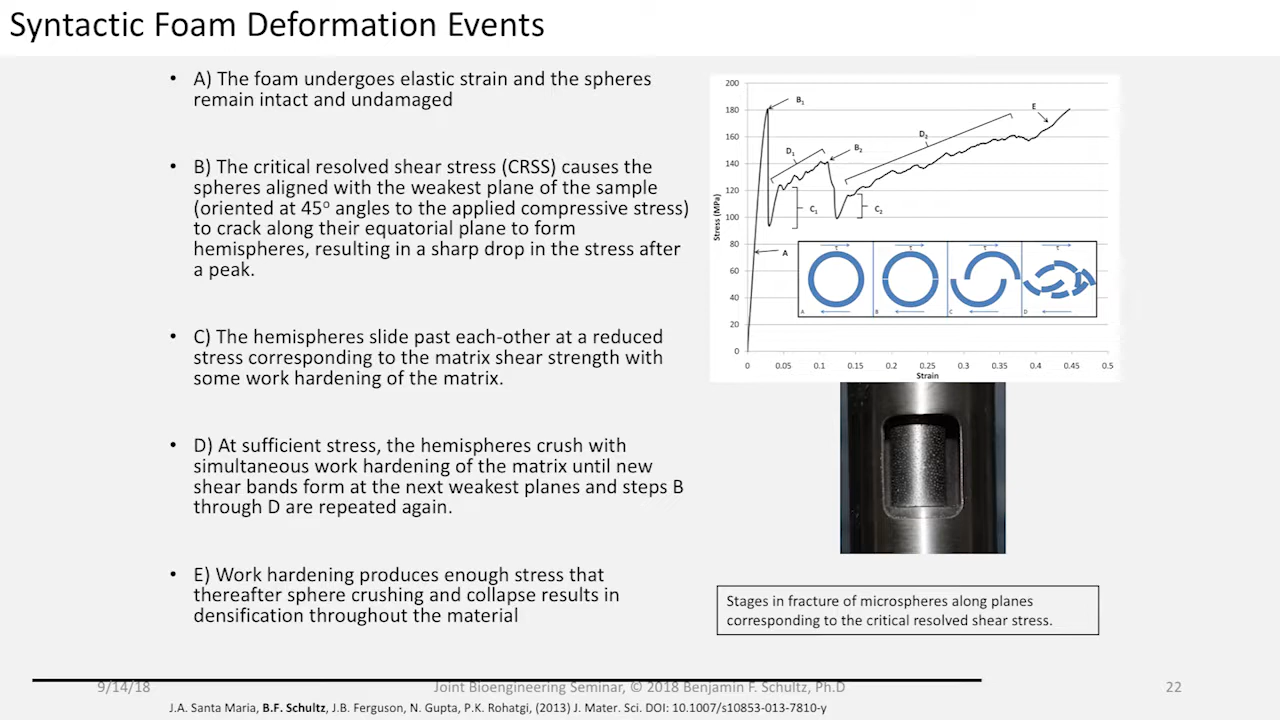 Syntactic Foam Deformation Events
• A) The foam undergoes elastic strain and the spheres
remain intact and undamaged
• B) The critical resolved shear stress (CRSS) causes the
spheres aligned with the weakest plane of the sample
(oriented at 45o angles to the applied compressive stress)
to crack along their equatorial plane to form
hemispheres, resulting in a sharp drop in the stress after
a peak.
• C) The hemispheres slide past each-other at a reduced
stress corresponding to the matrix shear strength with
some work hardening of the matrix.
• D) At sufficient stress, the hemispheres crush with
simultaneous work hardening of the matrix until new
shear bands form at the next weakest planes and steps B
through D are repeated again.
• E) Work hardening produces enough stress that
thereafter sphere crushing and collapse results in
densification throughout the material
200
180
160
140
120
100
80
60
40
20
0
Stress (MPa)
B1
D1
B2
D2
E
C1
C2
A
τ τ τ τ
A B C D
0 0.05 0.1 0.15 0.2 0.25 0.3 0.35 0.4 0.45 0.5
Strain
Stages in fracture of microspheres along planes
corresponding to the critical resolved shear stress.
9/14/18 Joint Bioengineering Seminar, © 2018 Benjamin F. Schultz, Ph.D 22
J.A. Santa Maria, B.F. Schultz, J.B. Ferguson, N. Gupta, P.K. Rohatgi, (2013) J. Mater. Sci. DOI: 10.1007/s10853-013-7810-y